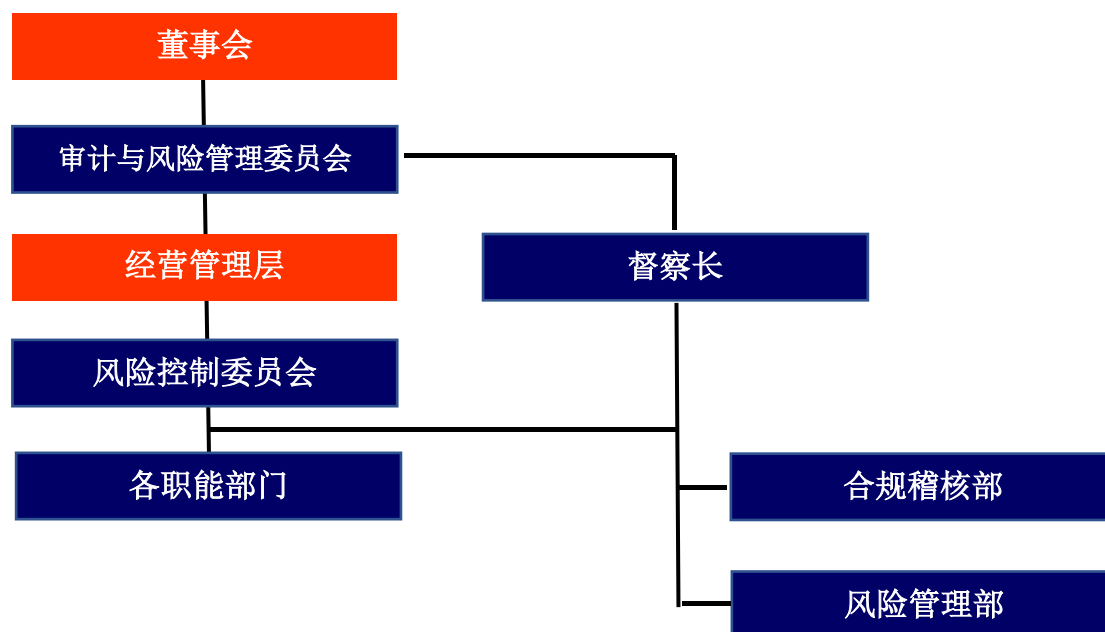 董事会
审计与风险管理委员会
经营管理层
督察长
风险控制委员会
各职能部门
合规稽核部
风险管理部